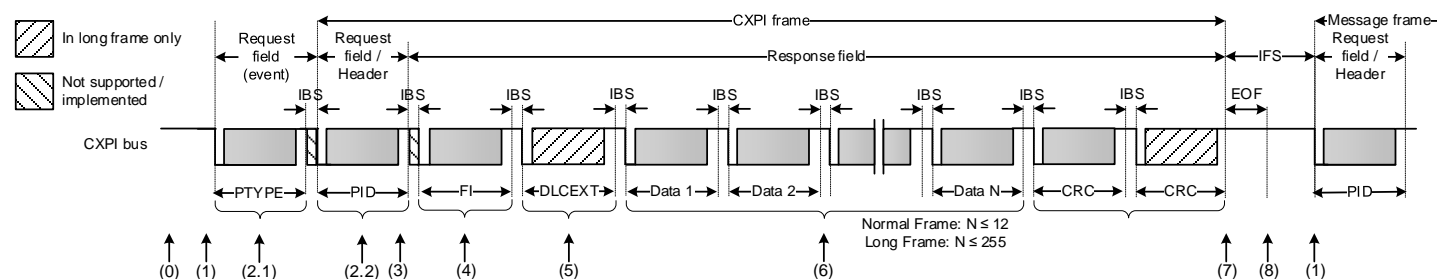 In long frame only
Not supported /
implemented
CXPI frame
Message frame
Request
field
(event)
Request
field /
Header
Response field
IFS
Request
field /
Header
IBS
IBS
IBS
IBS
IBS
IBS
IBS
IBS
IBS
EOF
CXPI bus
PTYPE
PID
FI
DLCEXT
Data 1
Data 2
Data N
CRC
CRC
PID
Normal Frame: N ≤ 12
Long Frame: N ≤ 255
(0)
(1)
(2.1)
(2.2)
(3)
(4)
(5)
(6)
(7)
(8)
(1)